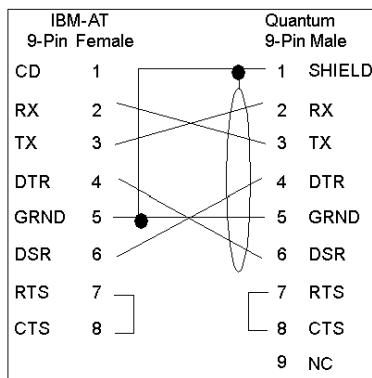 IBM-AT Quantum
9-Pin Female 9-Pin Male
CD 1 1 SHIELD
RX 2 2 RX
TX 3 3 TX
DTR 4 4 DTR
GRND 5 5 GRND
DSR 6 6 DSR
RTS 7 7 RTS
CTS 8 8 CTS
9 NC